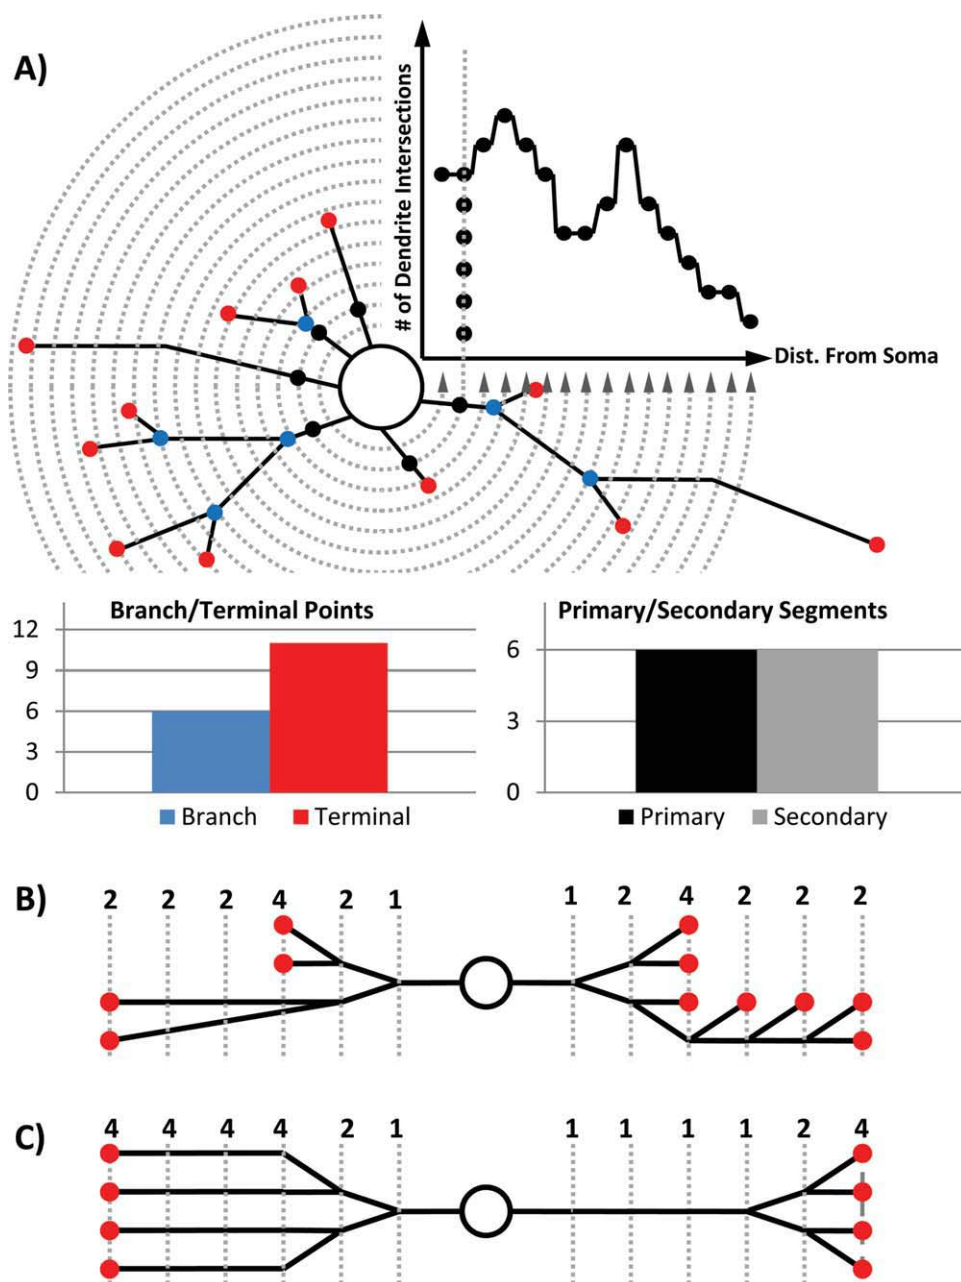 A)
# of Dendrite Intersections
Dist. From Soma
Branch/Terminal Points
12
9
6
3
0
Branch Terminal
Primary/Secondary Segments
6
3
0
Primary Secondary
B)
2 2 2 4 2 1 1 2 4 2 2 2
C)
4 4 4 4 2 1 1 1 1 1 2 4